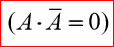 (A · A̅ = 0)